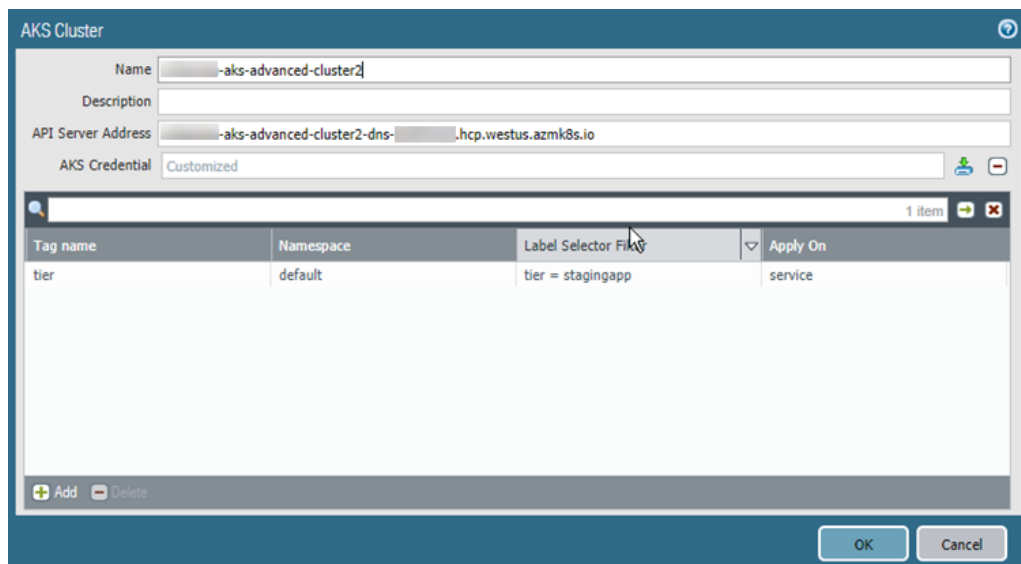 AKS Cluster
Name -aks-advanced-cluster2
Description
API Server Address -aks-advanced-cluster2-dns- .hcp.westus.azmk8s.io
AKS Credential Customized
1 item
Tag name Namespace Label Selector Filter Apply On
tier default tier = stagingapp service
Add Delete
OK Cancel